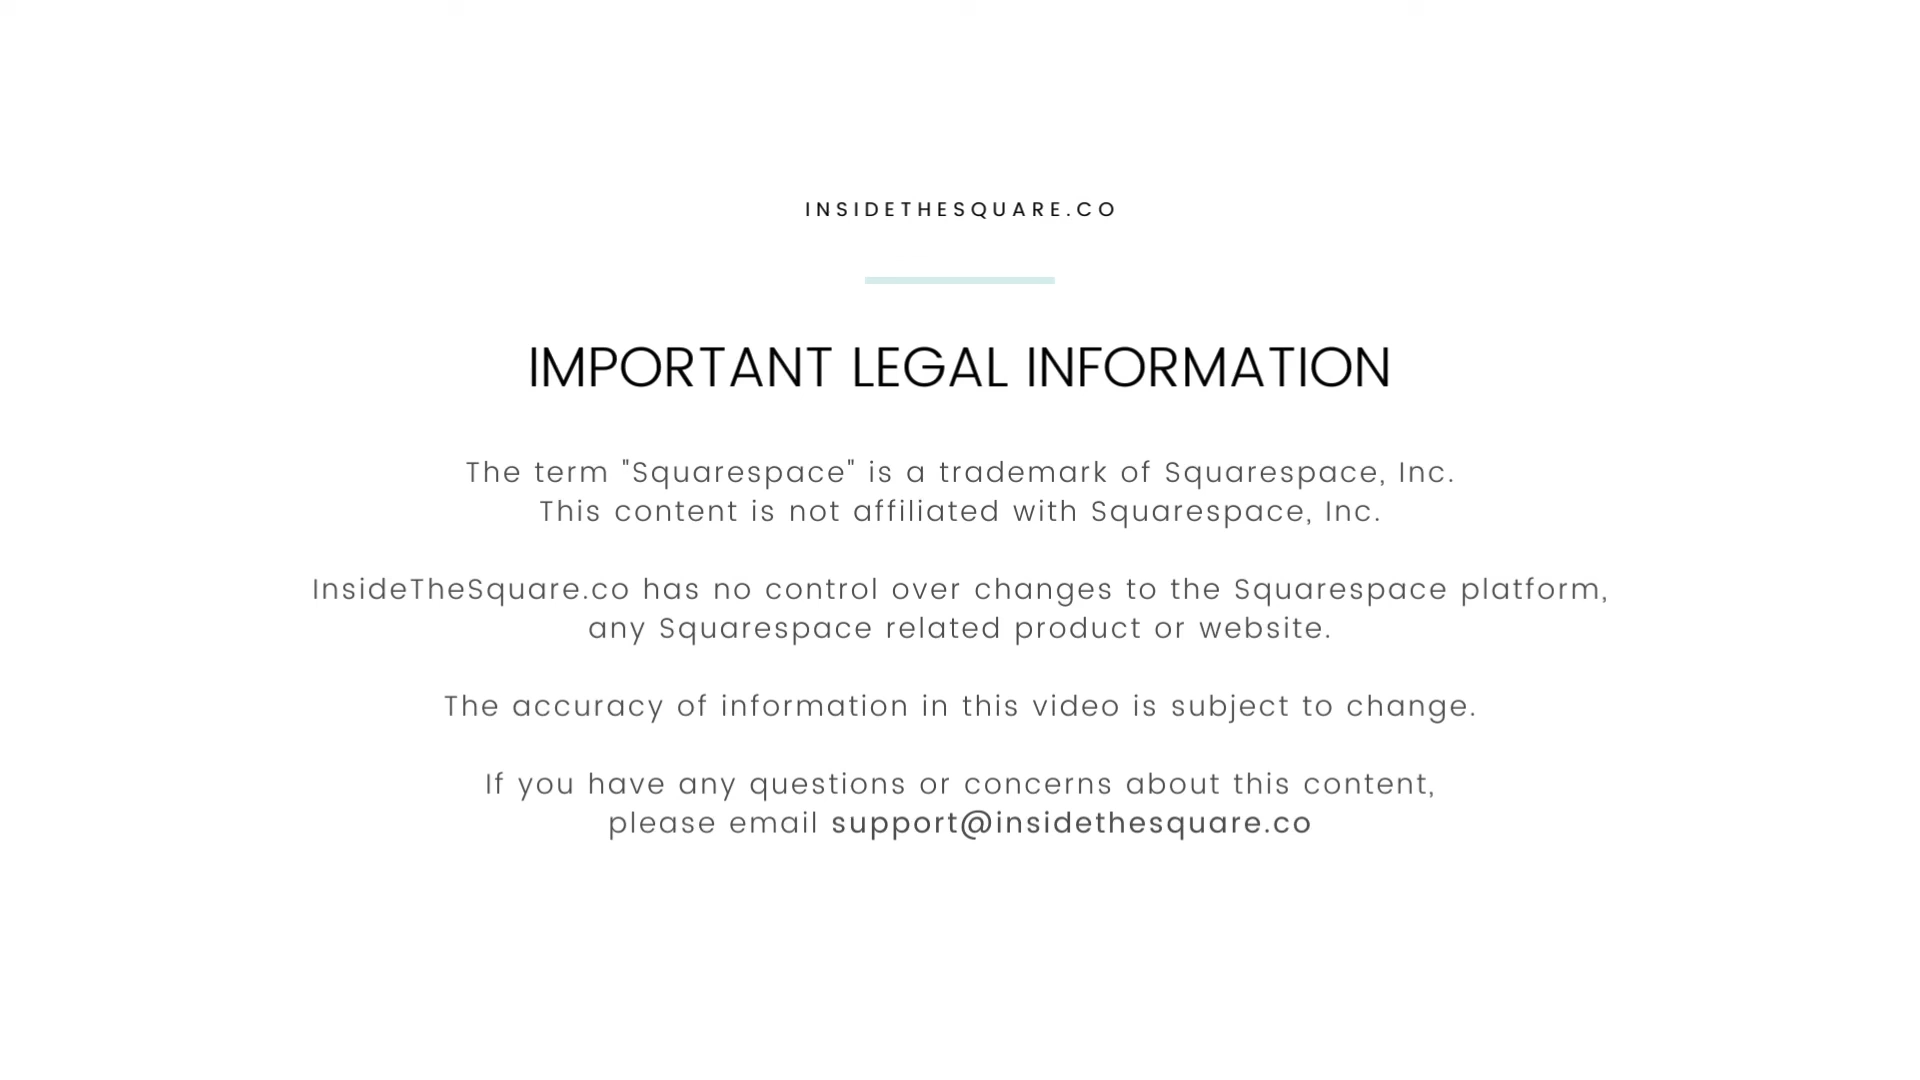 INSIDETHESQUARE.CO
IMPORTANT LEGAL INFORMATION
The term "Squarespace" is a trademark of Squarespace, Inc.
This content is not affiliated with Squarespace, Inc.
InsideTheSquare.co has no control over changes to the Squarespace platform,
any Squarespace related product or website.
The accuracy of information in this video is subject to change.
If you have any questions or concerns about this content,
please email support@insidethesquare.co